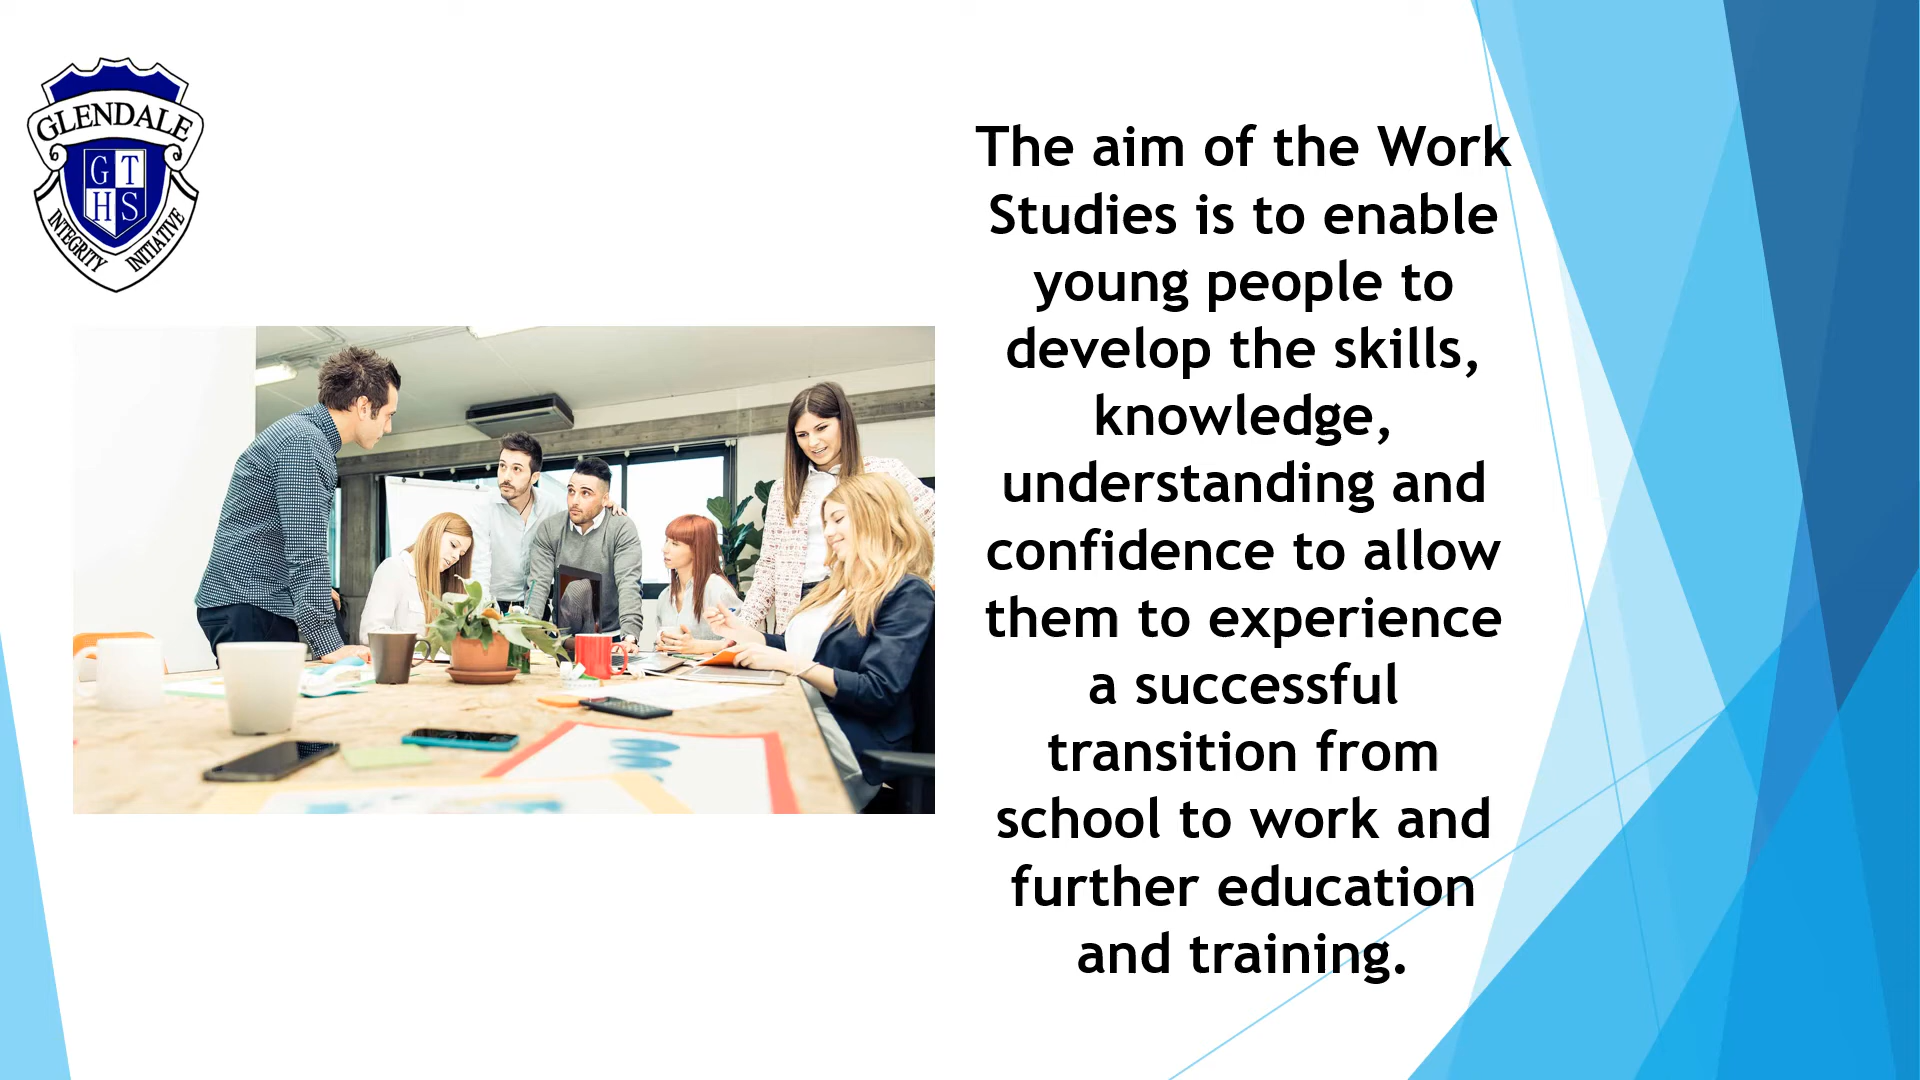 GLENDALE
G T
H S
INTEGRITY INITIATIVE
The aim of the Work
Studies is to enable
young people to
develop the skills,
knowledge,
understanding and
confidence to allow
them to experience
a successful
transition from
school to work and
further education
and training.